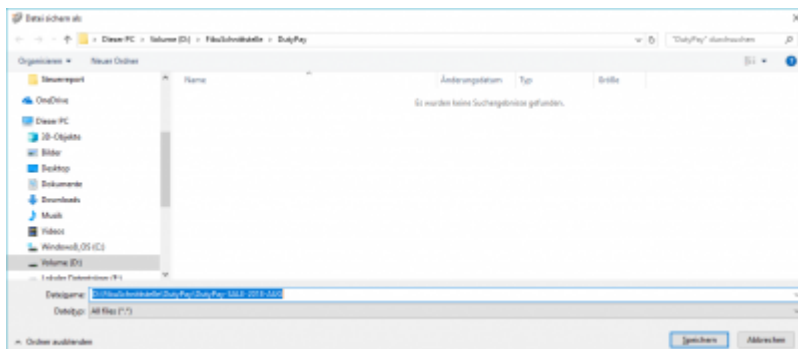 Datei sichern als
Dieser PC › Volume (D:) › FibuSchnittstelle › DutyPay
"DutyPay" durchsuchen
Organisieren
Neuer Ordner
Steuerreport
OneDrive
Dieser PC
3D-Objekte
Bilder
Desktop
Dokumente
Downloads
Musik
Videos
Windows8_OS (C:)
Volume (D:)
Name
Änderungsdatum
Typ
Größe
Es wurden keine Suchergebnisse gefunden.
Dateiname:
Dateityp: All files (*.*)
Ordner ausblenden
Speichern
Abbrechen